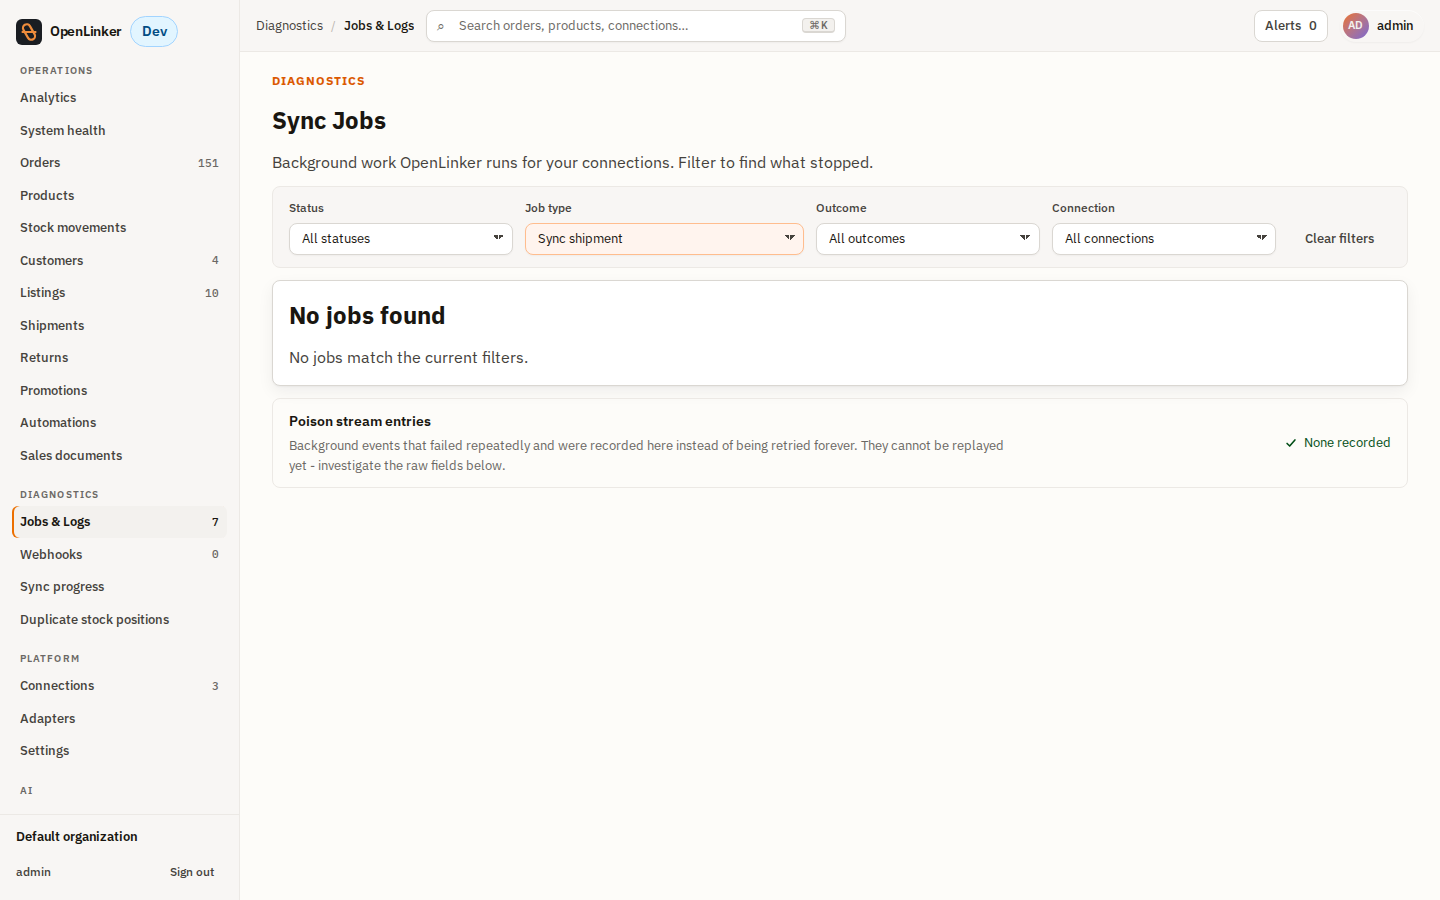 OpenLinker Dev
OPERATIONS
Analytics
System health
Orders 151
Products
Stock movements
Customers 4
Listings 10
Shipments
Returns
Promotions
Automations
Sales documents
DIAGNOSTICS
Jobs & Logs 7
Webhooks 0
Sync progress
Duplicate stock positions
PLATFORM
Connections 3
Adapters
Settings
AI
Default organization
admin Sign out
Diagnostics / Jobs & Logs
Search orders, products, connections... ⌘K
Alerts 0
AD admin
DIAGNOSTICS
Sync Jobs
Background work OpenLinker runs for your connections. Filter to find what stopped.
Status Job type Outcome Connection
All statuses Sync shipment All outcomes All connections Clear filters
No jobs found
No jobs match the current filters.
Poison stream entries
Background events that failed repeatedly and were recorded here instead of being retried forever. They cannot be replayed
yet - investigate the raw fields below.
None recorded